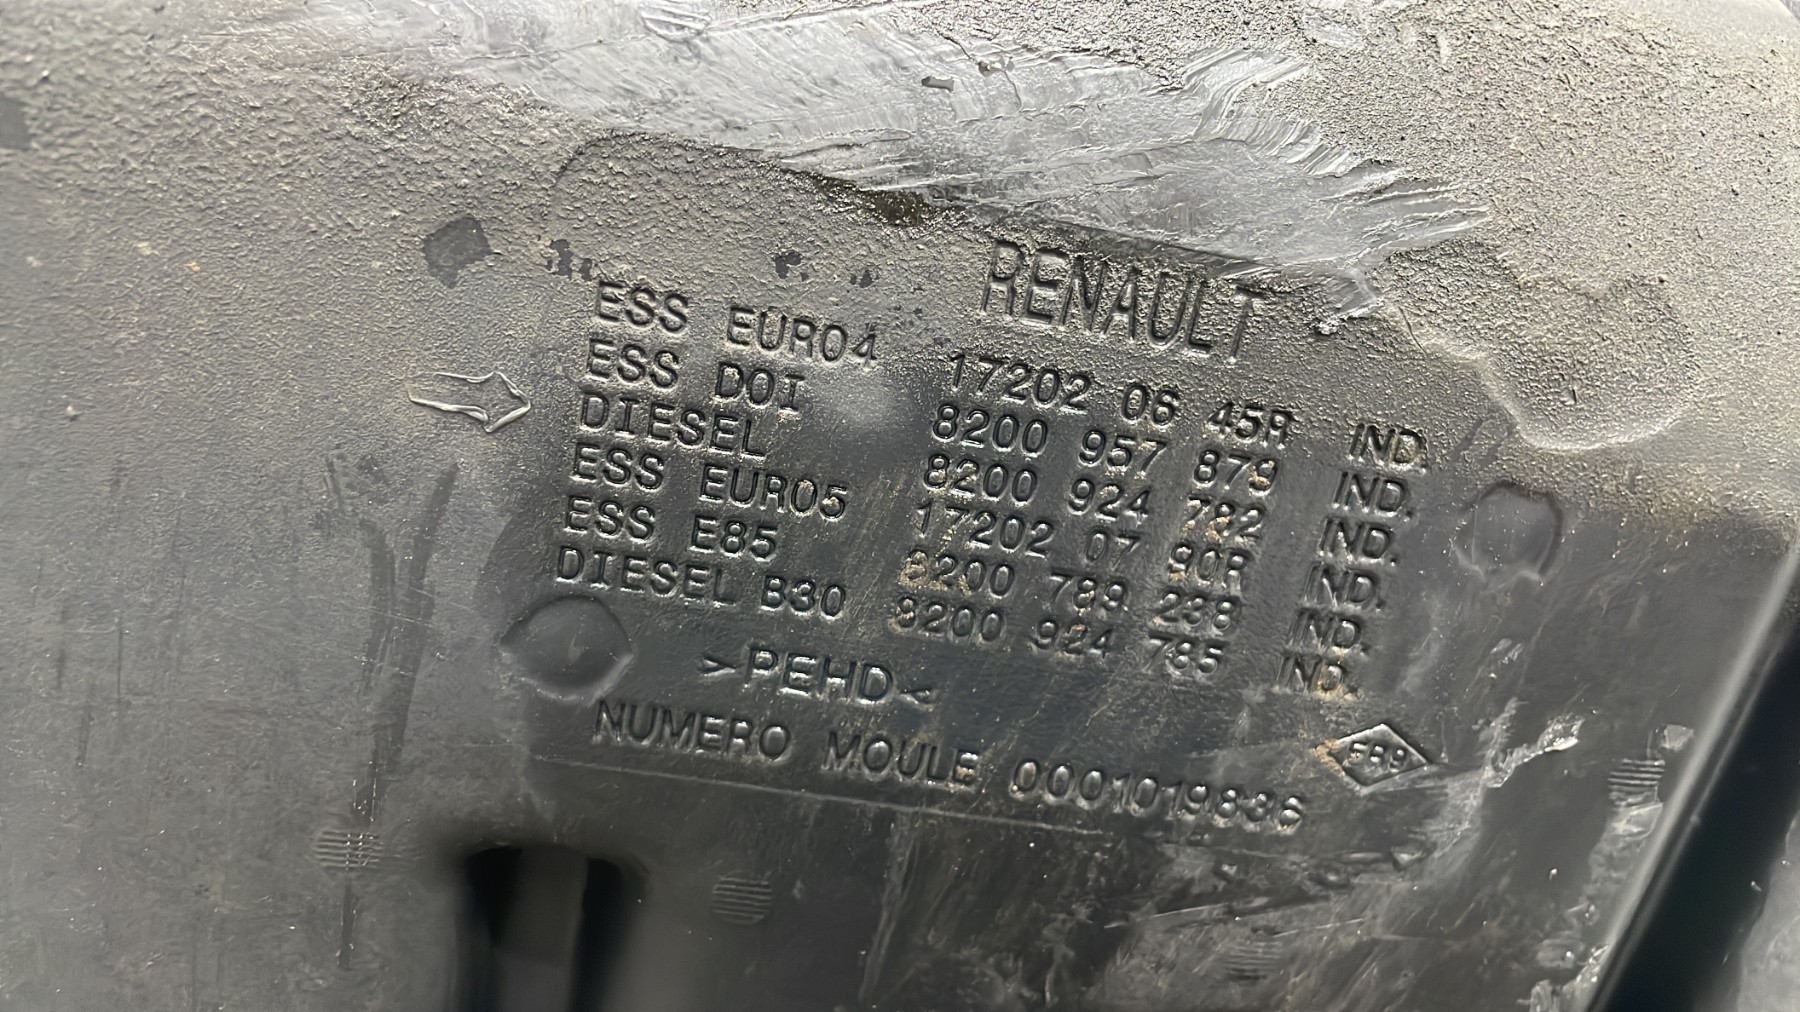 RENAULT
ESS EURO4 17202 06 45R IND.
ESS DOI 8200 957 879 IND.
DIESEL 8200 924 782 IND.
ESS EURO5 17202 07 90R IND.
ESS E85 8200 789 238 IND.
DIESEL B30 8200 924 785 IND.
>PEHD<
NUMERO MOULE 0001019836